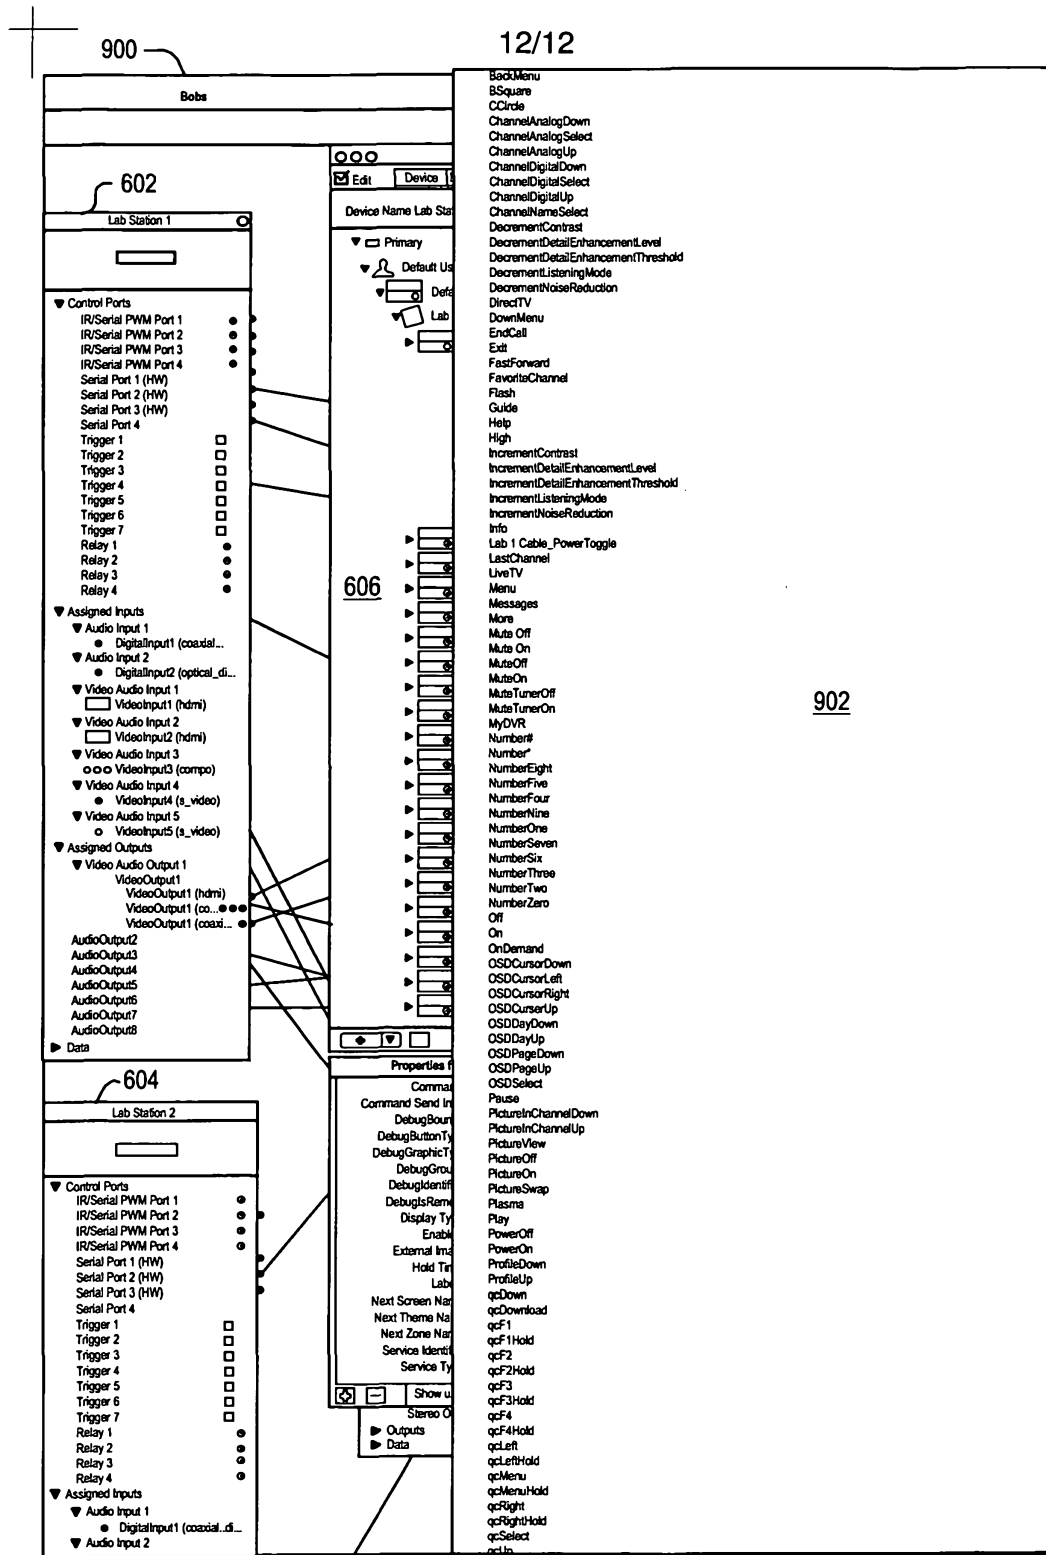 12/12
900
Bobs
602
Lab Station 1
Control Ports
IR/Serial PWM Port 1
IR/Serial PWM Port 2
IR/Serial PWM Port 3
IR/Serial PWM Port 4
Serial Port 1 (HW)
Serial Port 2 (HW)
Serial Port 3 (HW)
Serial Port 4
Trigger 1
Trigger 2
Trigger 3
Trigger 4
Trigger 5
Trigger 6
Trigger 7
Relay 1
Relay 2
Relay 3
Relay 4
Assigned Inputs
Audio Input 1
DigitalInput1 (coaxial...
Audio Input 2
DigitalInput2 (optical_di...
Video Audio Input 1
VideoInput1 (hdmi)
Video Audio Input 2
VideoInput2 (hdmi)
Video Audio Input 3
VideoInput3 (compo)
Video Audio Input 4
VideoInput4 (s_video)
Video Audio Input 5
VideoInput5 (s_video)
Assigned Outputs
Video Audio Output 1
VideoOutput1
VideoOutput1 (hdmi)
VideoOutput1 (co...
VideoOutput1 (coaxi...
AudioOutput2
AudioOutput3
AudioOutput4
AudioOutput5
AudioOutput6
AudioOutput7
AudioOutput8
Data
604
Lab Station 2
Control Ports
IR/Serial PWM Port 1
IR/Serial PWM Port 2
IR/Serial PWM Port 3
IR/Serial PWM Port 4
Serial Port 1 (HW)
Serial Port 2 (HW)
Serial Port 3 (HW)
Serial Port 4
Trigger 1
Trigger 2
Trigger 3
Trigger 4
Trigger 5
Trigger 6
Trigger 7
Relay 1
Relay 2
Relay 3
Relay 4
Assigned Inputs
Audio Input 1
DigitalInput1 (coaxial..di...
Audio Input 2
Edit Device
Device Name Lab Sta
Primary
Default Us
Defa
Lab
606
Properties f
Comma
Command Send In
DebugBoun
DebugButtonTy
DebugGraphicTy
DebugGrou
DebugIdentif
DebugIsReme
Display Ty
Enabl
External Ima
Hold Tim
Labe
Next Screen Nar
Next Theme Na
Next Zone Nar
Service Identif
Service Ty
Show u
Stereo O
Outputs
Data
BackMenu
BSquare
CCircle
ChannelAnalogDown
ChannelAnalogSelect
ChannelAnalogUp
ChannelDigitalDown
ChannelDigitalSelect
ChannelDigitalUp
ChannelNameSelect
DecrementContrast
DecrementDetailEnhancementLevel
DecrementDetailEnhancementThreshold
DecrementListeningMode
DecrementNoiseReduction
DirectTV
DownMenu
EndCall
Exit
FastForward
FavoriteChannel
Flash
Guide
Help
High
IncrementContrast
IncrementDetailEnhancementLevel
IncrementDetailEnhancementThreshold
IncrementListeningMode
IncrementNoiseReduction
Info
Lab 1 Cable_PowerToggle
LastChannel
LiveTV
Menu
Messages
More
Mute Off
Mute On
MuteOff
MuteOn
MuteTunerOff
MuteTunerOn
MyDVR
Number#
Number*
NumberEight
NumberFive
NumberFour
NumberNine
NumberOne
NumberSeven
NumberSix
NumberThree
NumberTwo
NumberZero
Off
On
OnDemand
OSDCursorDown
OSDCursorLeft
OSDCursorRight
OSDCurserUp
OSDDayDown
OSDDayUp
OSDPageDown
OSDPageUp
OSDSelect
Pause
PictureInChannelDown
PictureInChannelUp
PictureView
PictureOff
PictureOn
PictureSwap
Plasma
Play
PowerOff
PowerOn
ProfileDown
ProfileUp
qcDown
qcDownload
qcF1
qcF1Hold
qcF2
qcF2Hold
qcF3
qcF3Hold
qcF4
qcF4Hold
qcLeft
qcLeftHold
qcMenu
qcMenuHold
qcRight
qcRightHold
qcSelect
qcUp
902